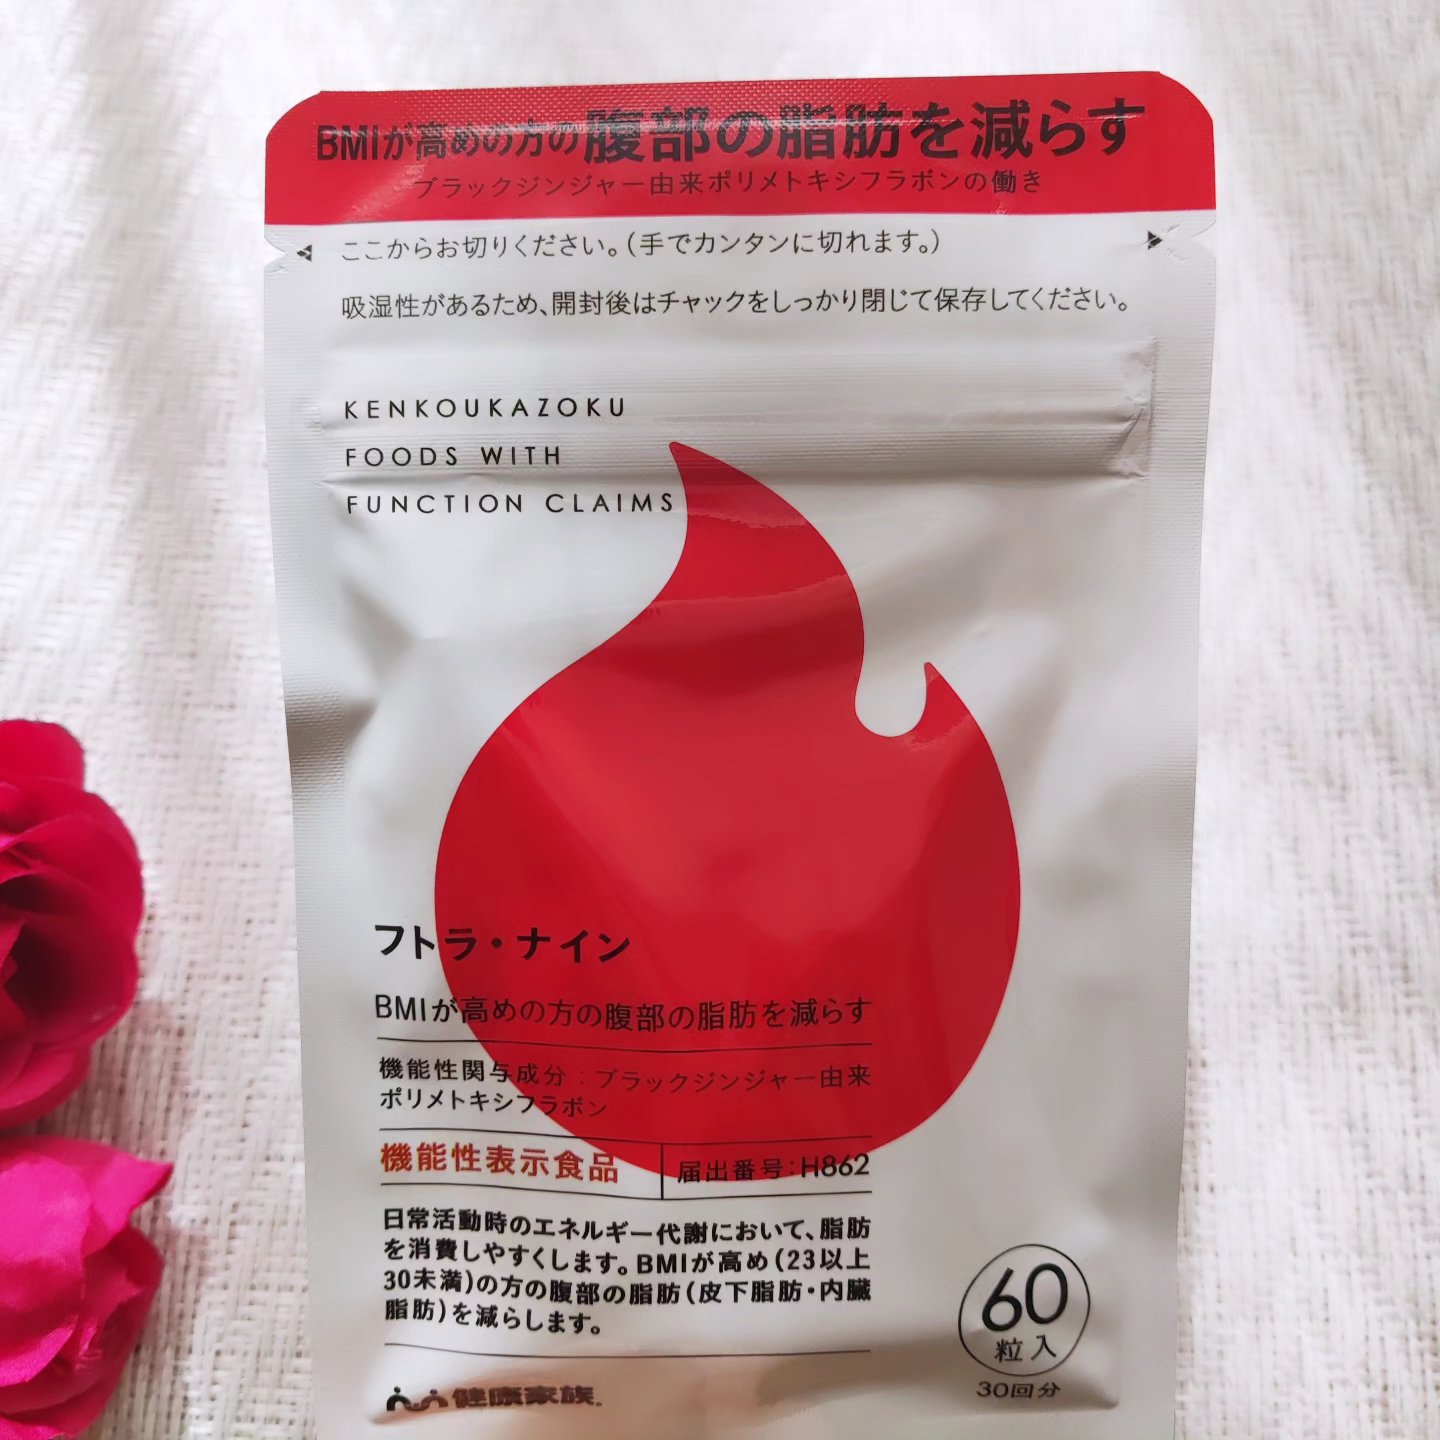 BMIが高めの方の腹部の脂肪を減らす
ブラックジンジャー由来ポリメトキシフラボンの働き
ここからお切りください。(手でカンタンに切れます。)
吸湿性があるため、開封後はチャックをしっかり閉じて保存してください。
KENKOUKAZOKU
FOODS WITH
FUNCTION CLAIMS
フトラ・ナイン
BMIが高めの方の腹部の脂肪を減らす
機能性関与成分:ブラックジンジャー由来
ポリメトキシフラボン
機能性表示食品
届出番号:H862
日常活動時のエネルギー代謝において、脂肪
を消費しやすくします。BMIが高め(23以上
30未満)の方の腹部の脂肪(皮下脂肪・内臓
脂肪)を減らします。
60
粒入
30回分
健康家族